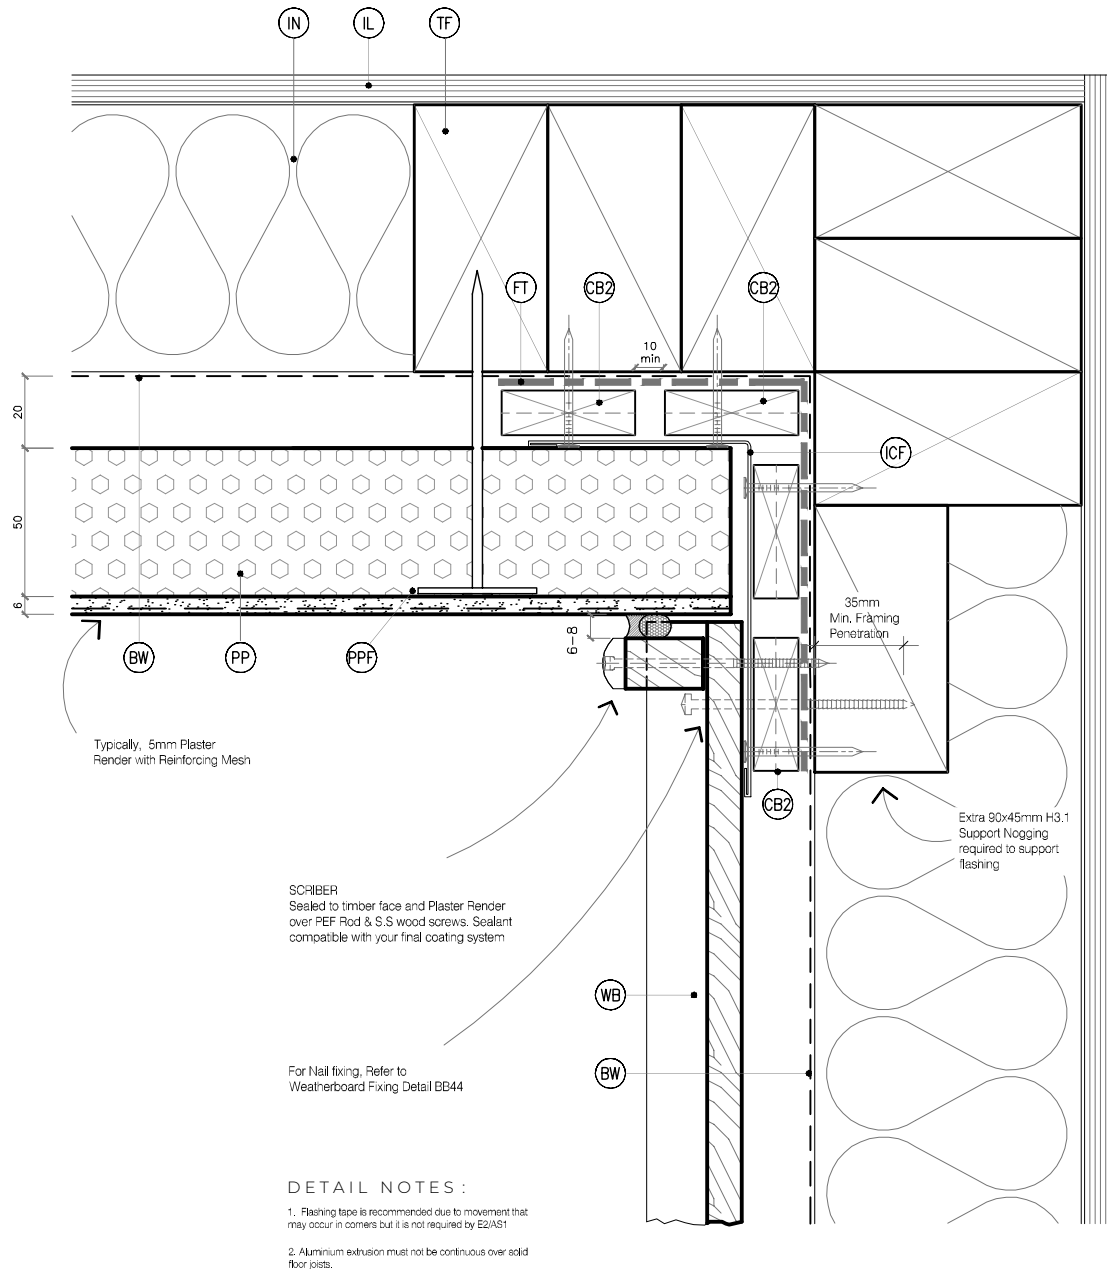 IN
IL
TF
FT
CB2
CB2
10
min
20
ICF
50
6
35mm
Min. Framing
Penetration
6-8
BW
PP
PPF
Typically,  5mm Plaster
Render with Reinforcing Mesh
CB2
Extra 90x45mm H3.1
Support Nogging
required to support
flashing
SCRIBER
Sealed to timber face and Plaster Render
over PEF Rod & S.S wood screws. Sealant
compatible with your final coating system
WB
For Nail fixing, Refer to
Weatherboard Fixing Detail BB44
BW
DETAIL NOTES :
1.  Flashing tape is recommended due to movement that
may occur in corners but it is not required by E2/AS1
2. Aluminium extrusion must not be continuous over solid
floor joists.